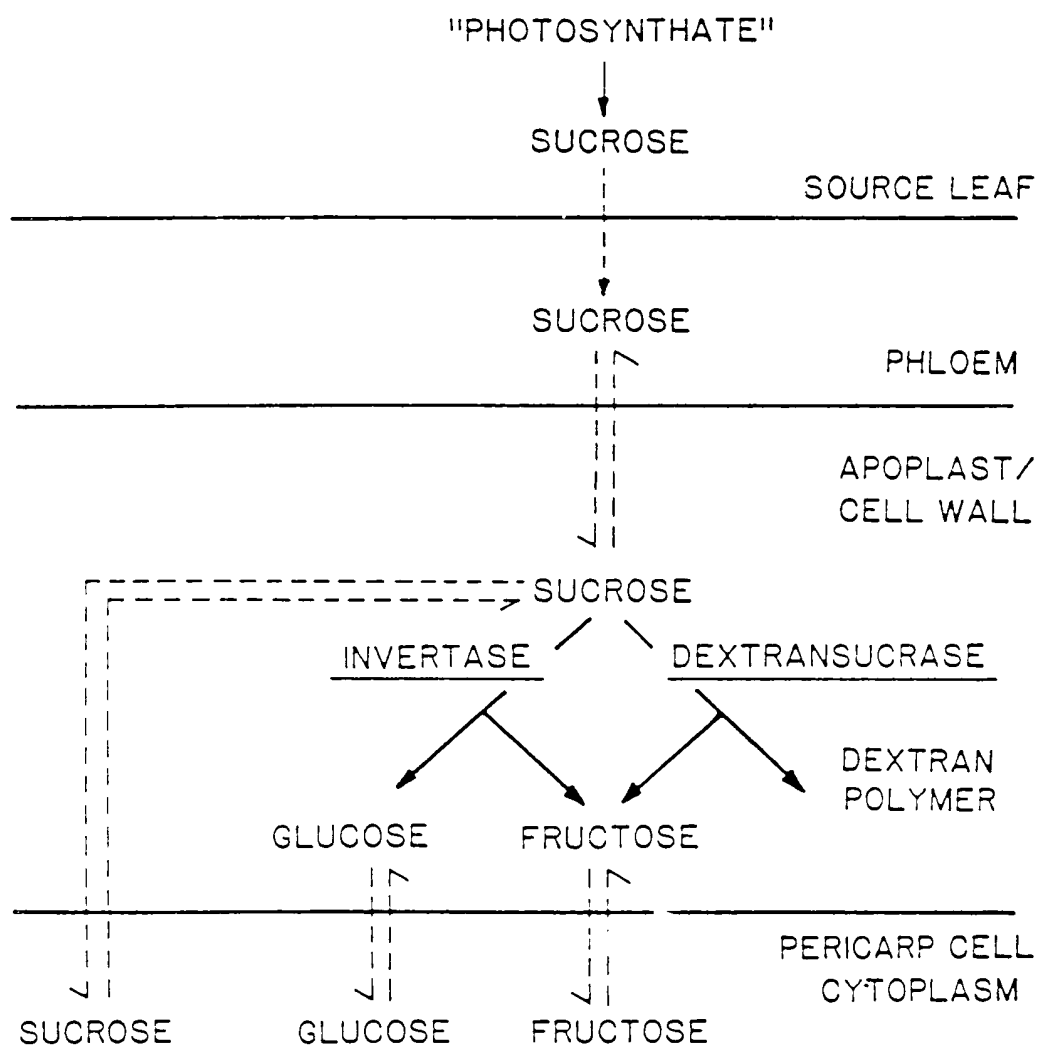 "PHOTOSYNTHATE"
SUCROSE
SOURCE LEAF
SUCROSE
PHLOEM
APOPLAST/
CELL WALL
SUCROSE
INVERTASE
DEXTRANSUCRASE
DEXTRAN
POLYMER
GLUCOSE
FRUCTOSE
PERICARP CELL
CYTOPLASM
SUCROSE
GLUCOSE
FRUCTOSE